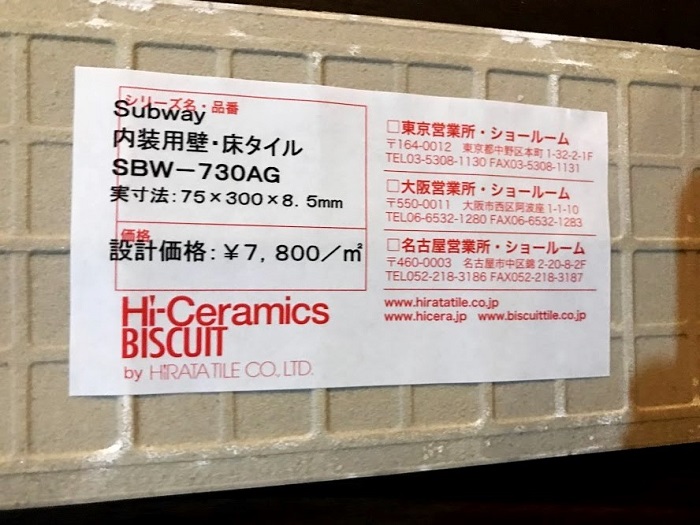 シリーズ名・品番
Subway
内装用壁・床タイル
SBW－730AG
実寸法：75×300×8.5mm
価格
設計価格：￥7,800／㎡
Hi-Ceramics
BISCUIT
by HIRATA TILE CO., LTD.
□東京営業所・ショールーム
〒164-0012 東京都中野区本町1-32-2-1F
TEL03-5308-1130 FAX03-5308-1131
□大阪営業所・ショールーム
〒550-0011 大阪市西区阿波座1-1-10
TEL06-6532-1280 FAX06-6532-1283
□名古屋営業所・ショールーム
〒460-0003 名古屋市中区錦2-20-8-2F
TEL052-218-3186 FAX052-218-3187
www.hiratatile.co.jp
www.hicera.jp www.biscuittile.co.jp